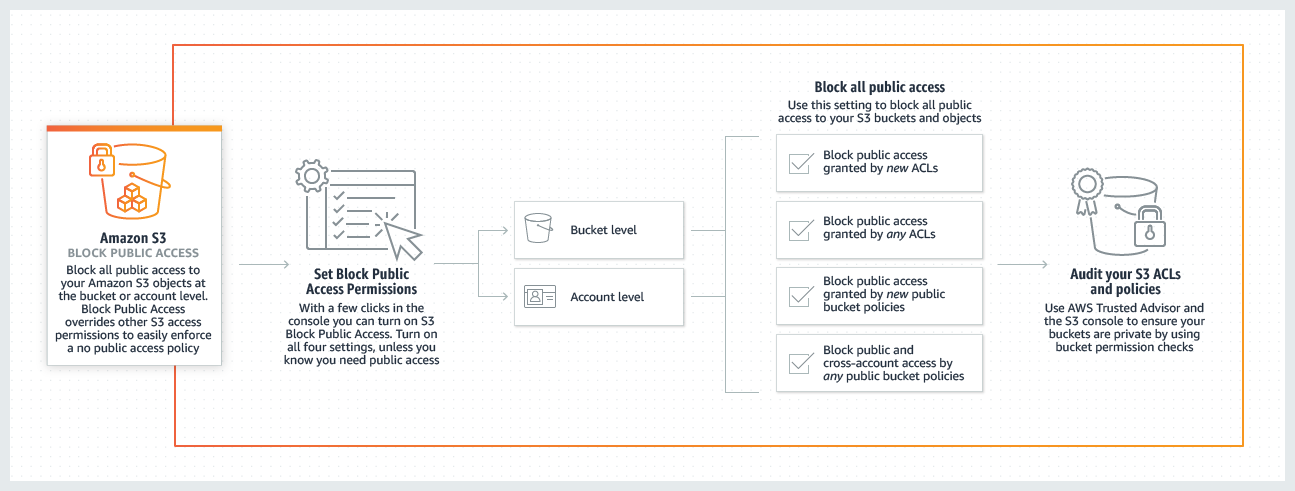 Amazon S3
BLOCK PUBLIC ACCESS
Block all public access to
your Amazon S3 objects at
the bucket or account level.
Block Public Access
overrides other S3 access
permissions to easily enforce
a no public access policy
Set Block Public
Access Permissions
With a few clicks in the
console you can turn on S3
Block Public Access. Turn on
all four settings, unless you
know you need public access
Bucket level
Account level
Block all public access
Use this setting to block all public
access to your S3 buckets and objects
Block public access
granted by new ACLs
Block public access
granted by any ACLs
Block public access
granted by new public
bucket policies
Block public and
cross-account access by
any public bucket policies
Audit your S3 ACLs
and policies
Use AWS Trusted Advisor and
the S3 console to ensure your
buckets are private by using
bucket permission checks